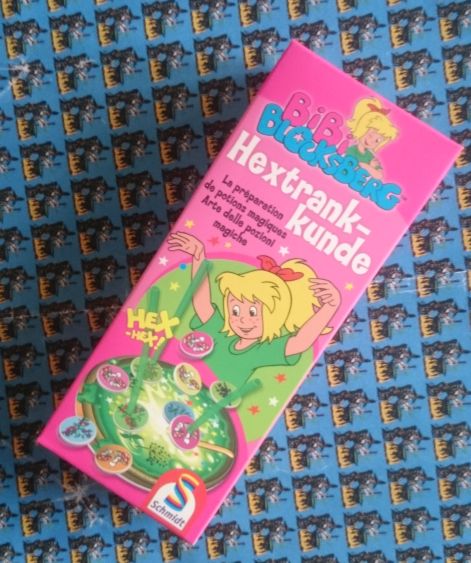 BiBi
BLOCKSBERG
Hextrank-
kunde
La préparation
de potions magiques
Arte delle pozioni
magiche
HEX
-HEX!
S
Schmidt